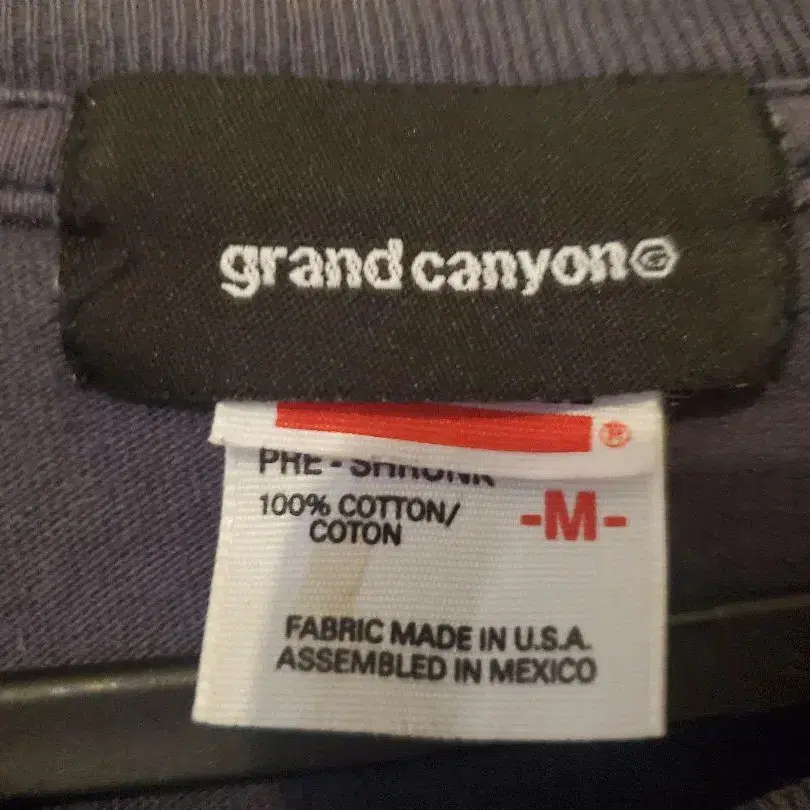 grand canyon G
®
PRE-SHRUNK
100% COTTON/
COTON
-M-
FABRIC MADE IN U.S.A.
ASSEMBLED IN MEXICO